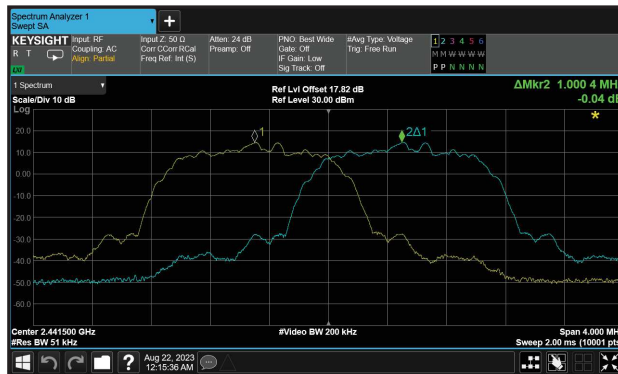 Spectrum Analyzer 1
Swept SA
+
KEYSIGHT
R T
LXI
Input: RF
Coupling: AC
Align: Partial
Input Z: 50 Ω
Corr CCorr RCal
Freq Ref: Int (S)
Atten: 24 dB
Preamp: Off
PNO: Best Wide
Gate: Off
IF Gain: Low
Sig Track: Off
#Avg Type: Voltage
Trig: Free Run
1 2 3 4 5 6
M M W W W W
P P N N N N
1 Spectrum
Scale/Div 10 dB
Ref Lvl Offset 17.82 dB
Ref Level 30.00 dBm
ΔMkr2 1.000 4 MH
-0.04 dB
Log
1
2Δ1
20.0
10.0
0.00
-10.0
-20.0
-30.0
-40.0
-50.0
-60.0
Center 2.441500 GHz
#Res BW 51 kHz
#Video BW 200 kHz
Span 4.000 MH
Sweep 2.00 ms (10001 pts
?
Aug 22, 2023
12:15:36 AM